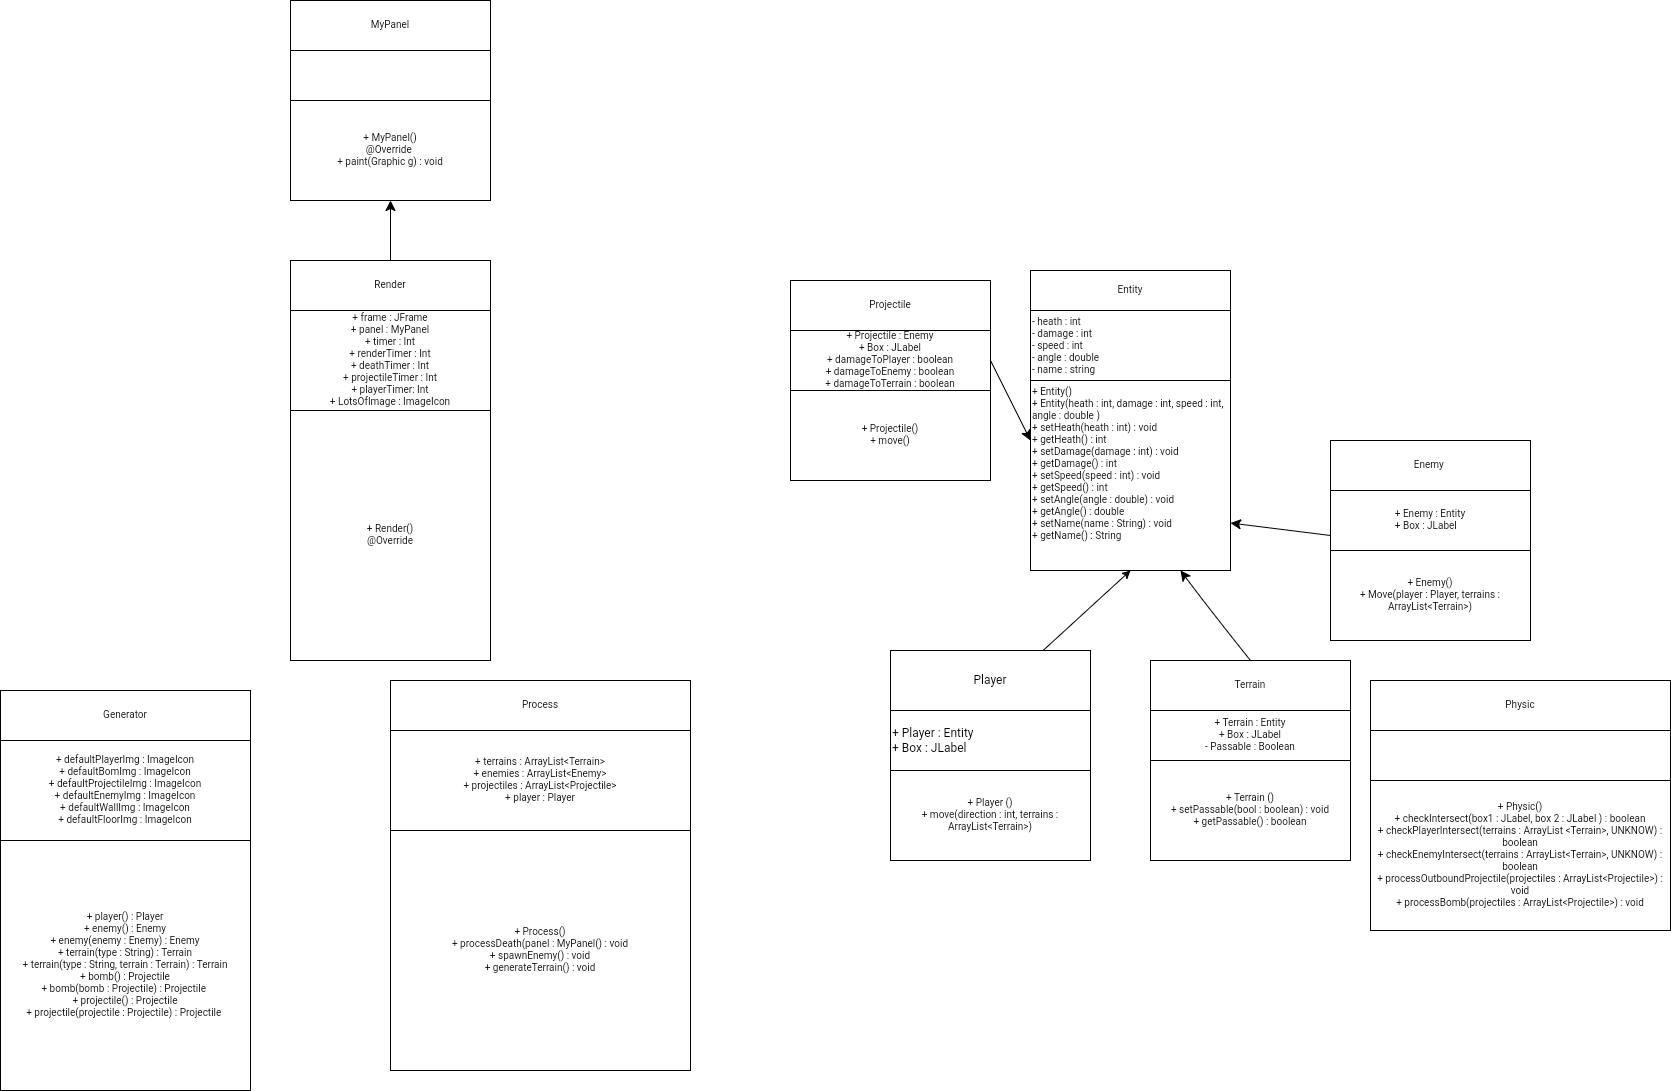 MyPanel
+ MyPanel()
@Override
+ paint(Graphic g) : void
Render
+ frame : JFrame
+ panel : MyPanel
+ timer : Int
+ renderTimer : Int
+ deathTimer : Int
+ projectileTimer : Int
+ playerTimer: Int
+ LotsOfImage : ImageIcon
+ Render()
@Override
Projectile
+ Projectile : Enemy
+ Box : JLabel
+ damageToPlayer : boolean
+ damageToEnemy : boolean
+ damageToTerrain : boolean
+ Projectile()
+ move()
Entity
- heath : int
- damage : int
- speed : int
- angle : double
- name : string
+ Entity()
+ Entity(heath : int, damage : int, speed : int,
angle : double )
+ setHeath(heath : int) : void
+ getHeath() : int
+ setDamage(damage : int) : void
+ getDamage() : int
+ setSpeed(speed : int) : void
+ getSpeed() : int
+ setAngle(angle : double) : void
+ getAngle() : double
+ setName(name : String) : void
+ getName() : String
Enemy
+ Enemy : Entity
+ Box : JLabel
+ Enemy()
+ Move(player : Player, terrains :
ArrayList<Terrain>)
Generator
+ defaultPlayerImg : ImageIcon
+ defaultBomImg : ImageIcon
+ defaultProjectileImg : ImageIcon
+ defaultEnemyImg : ImageIcon
+ defaultWallImg : ImageIcon
+ defaultFloorImg : ImageIcon
+ player() : Player
+ enemy() : Enemy
+ enemy(enemy : Enemy) : Enemy
+ terrain(type : String) : Terrain
+ terrain(type : String, terrain : Terrain) : Terrain
+ bomb() : Projectile
+ bomb(bomb : Projectile) : Projectile
+ projectile() : Projectile
+ projectile(projectile : Projectile) : Projectile
Process
+ terrains : ArrayList<Terrain>
+ enemies : ArrayList<Enemy>
+ projectiles : ArrayList<Projectile>
+ player : Player
+ Process()
+ processDeath(panel : MyPanel() : void
+ spawnEnemy() : void
+ generateTerrain() : void
Player
+ Player : Entity
+ Box : JLabel
+ Player ()
+ move(direction : int, terrains :
ArrayList<Terrain>)
Terrain
+ Terrain : Entity
+ Box : JLabel
- Passable : Boolean
+ Terrain ()
+ setPassable(bool : boolean) : void
+ getPassable() : boolean
Physic
+ Physic()
+ checkIntersect(box1 : JLabel, box 2 : JLabel ) : boolean
+ checkPlayerIntersect(terrains : ArrayList <Terrain>, UNKNOW) :
boolean
+ checkEnemyIntersect(terrains : ArrayList<Terrain>, UNKNOW) :
boolean
+ processOutboundProjectile(projectiles : ArrayList<Projectile>) :
void
+ processBomb(projectiles : ArrayList<Projectile>) : void